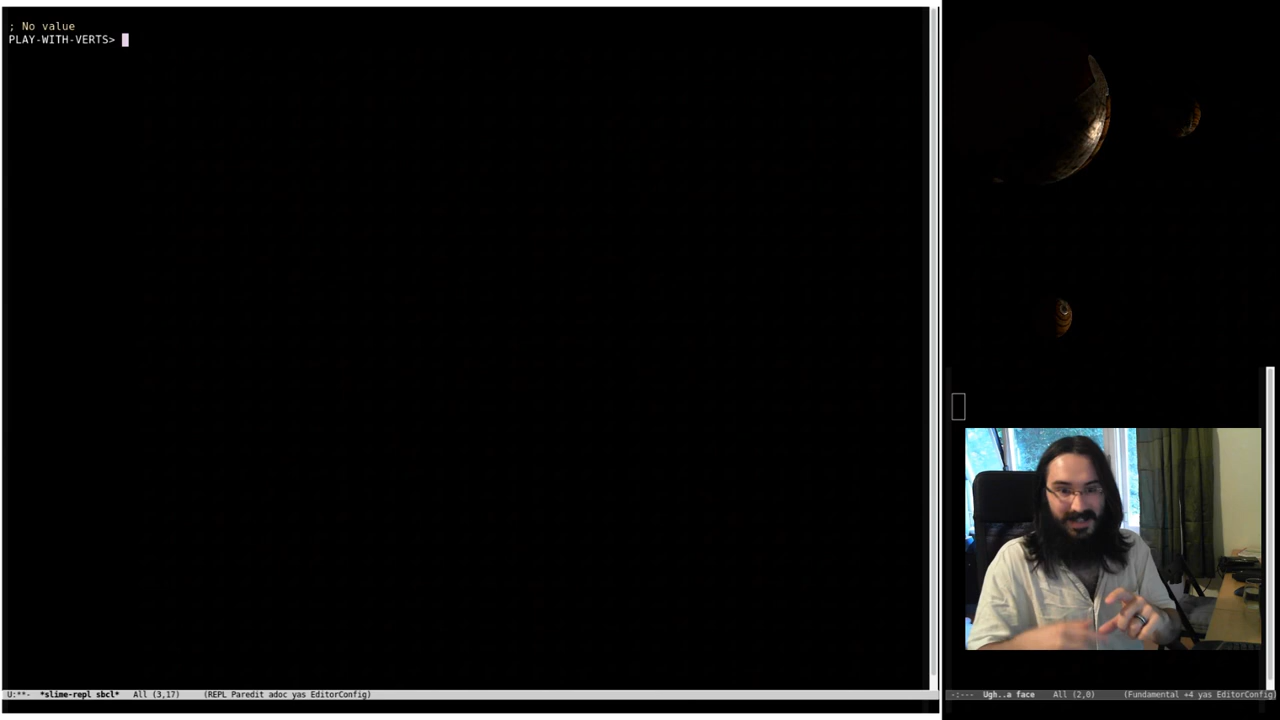 ; No value
PLAY-WITH-VERTS>
U:**-  *slime-repl sbcl*   All (3,17)     (REPL Paredit adoc yas EditorConfig)
-:---  Ugh..a face    All (2,0)      (Fundamental +4 yas EditorConfig)